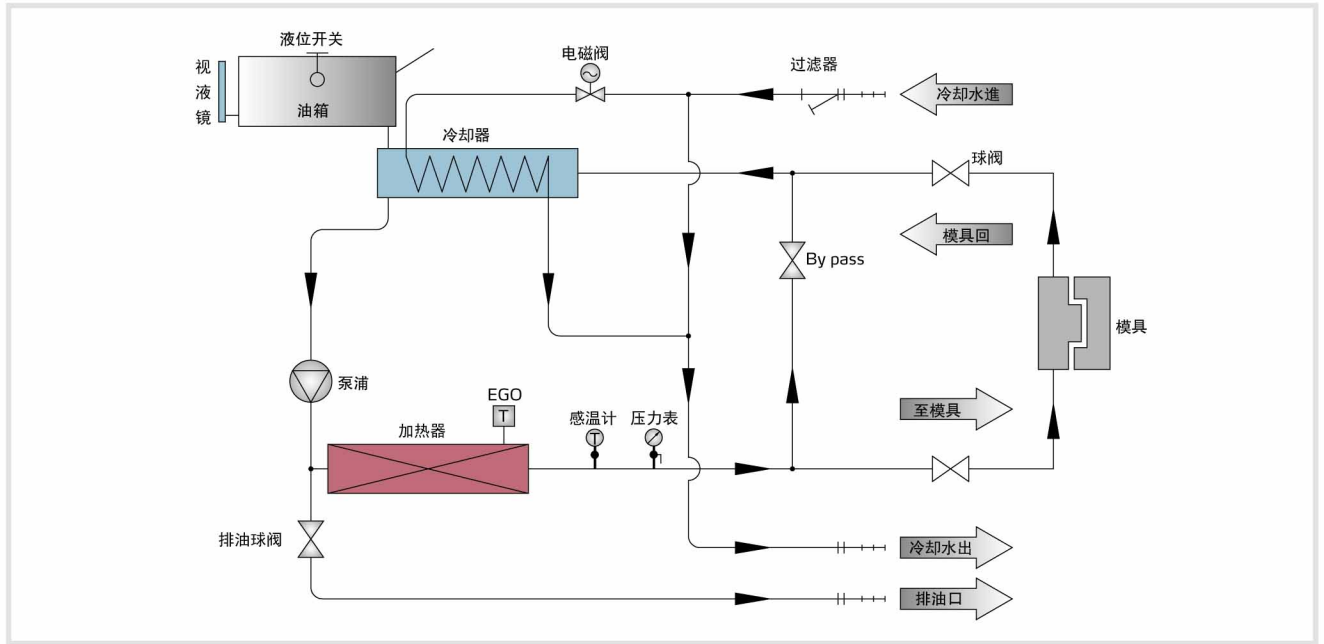 液位开关
视
液
镜
油箱
电磁阀
过滤器
冷却水進
冷却器
球阀
模具回
By pass
模具
泵浦
EGO
T
加热器
感温计
T
压力表
至模具
排油球阀
冷却水出
排油口